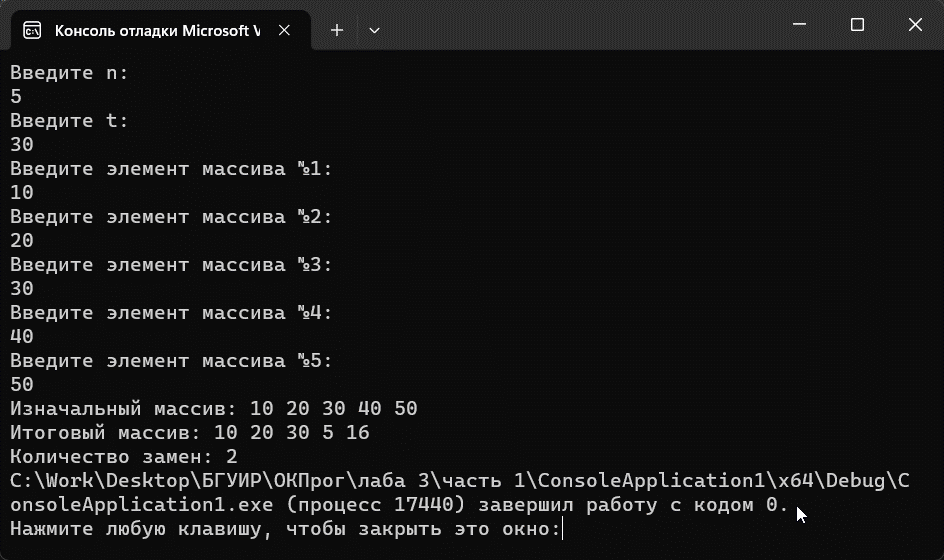 Консоль отладки Microsoft V
Введите n:
5
Введите t:
30
Введите элемент массива №1:
10
Введите элемент массива №2:
20
Введите элемент массива №3:
30
Введите элемент массива №4:
40
Введите элемент массива №5:
50
Изначальный массив: 10 20 30 40 50
Итоговый массив: 10 20 30 5 16
Количество замен: 2
C:\Work\Desktop\БГУИР\ОКПрог\лаба 3\часть 1\ConsoleApplication1\x64\Debug\C
onsoleApplication1.exe (процесс 17440) завершил работу с кодом 0.
Нажмите любую клавишу, чтобы закрыть это окно: